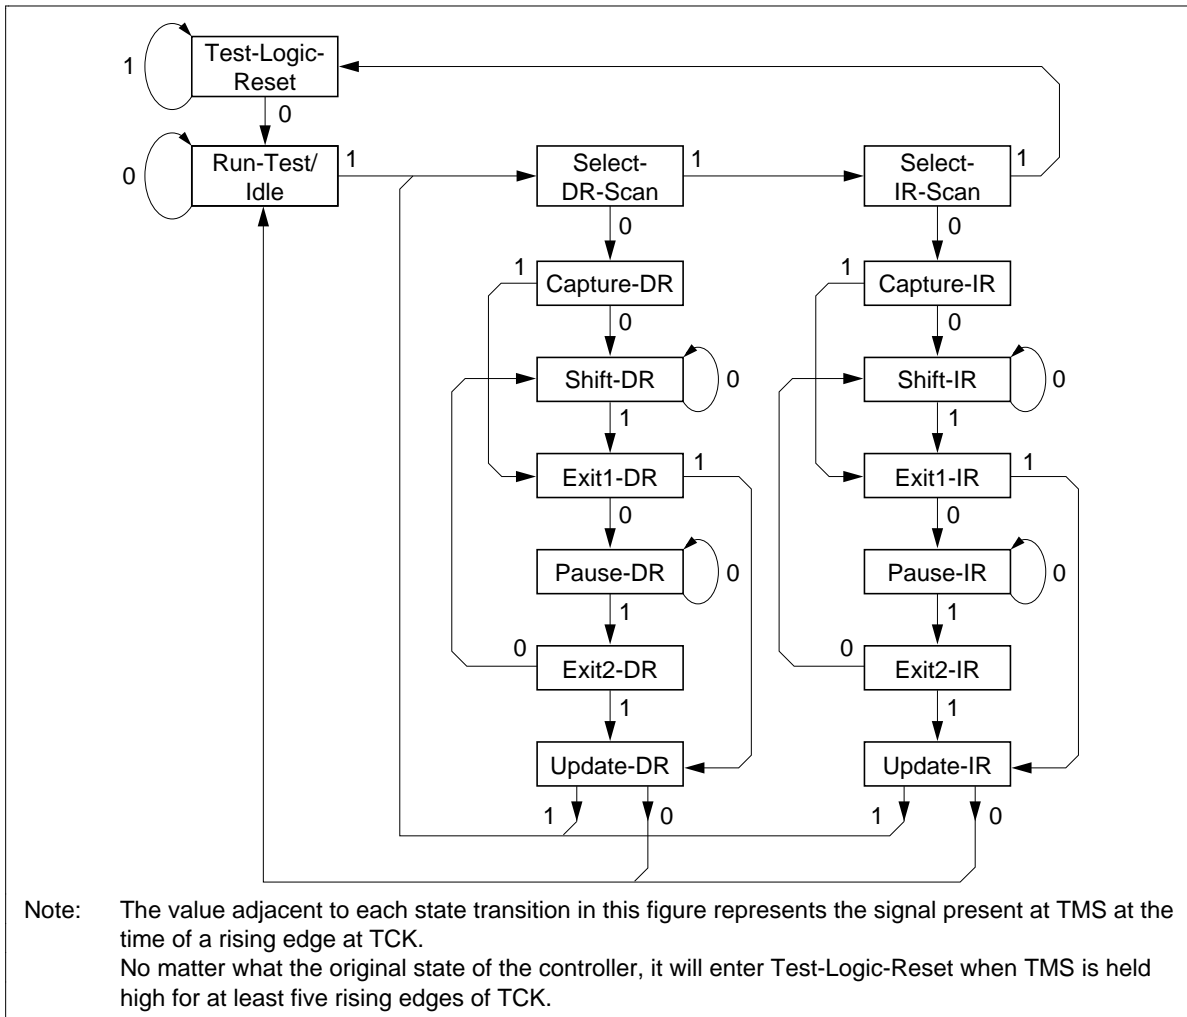 Test-Logic-
Reset
1
0
Run-Test/
Idle
0
1
Select-
DR-Scan
1
Select-
IR-Scan
1
0
0
1
Capture-DR
1
Capture-IR
0
0
Shift-DR
0
Shift-IR
0
1
1
Exit1-DR
1
Exit1-IR
1
0
0
Pause-DR
0
Pause-IR
0
1
1
0
Exit2-DR
0
Exit2-IR
1
1
Update-DR
Update-IR
1
0
1
0
Note: The value adjacent to each state transition in this figure represents the signal present at TMS at the
time of a rising edge at TCK.
No matter what the original state of the controller, it will enter Test-Logic-Reset when TMS is held
high for at least five rising edges of TCK.